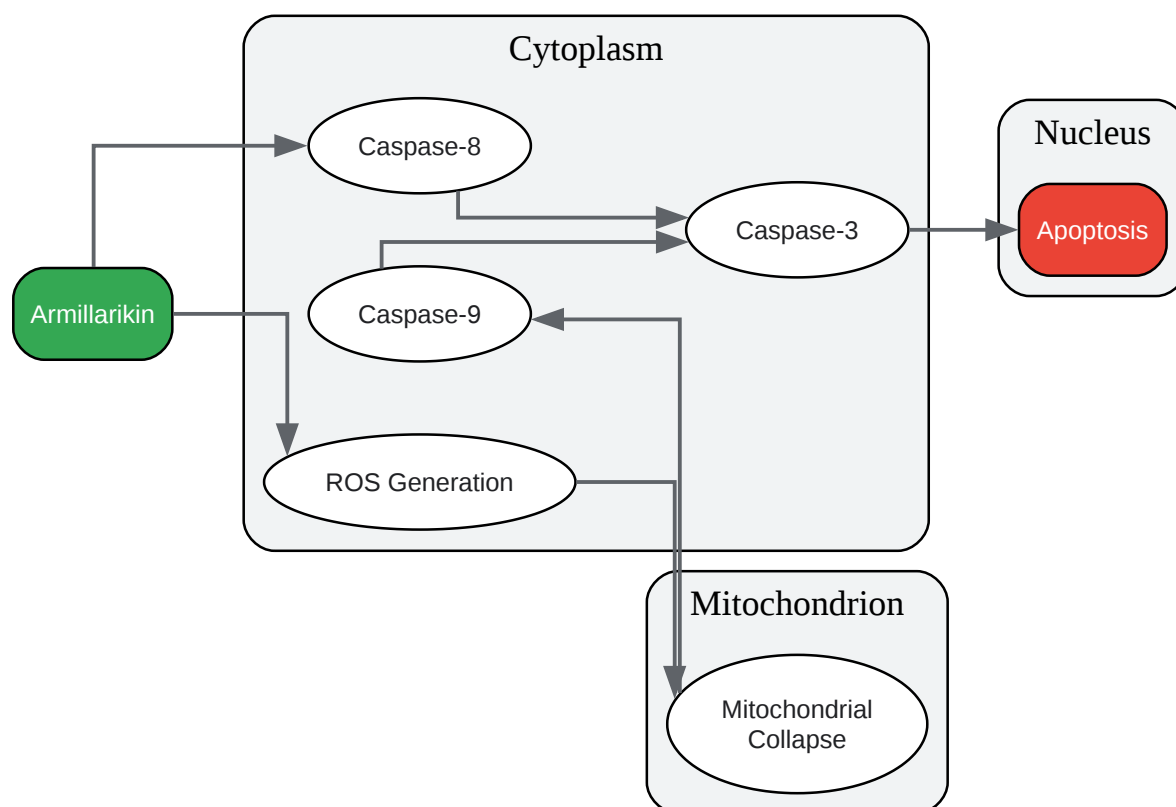 Cytoplasm
Nucleus
Caspase-8
Caspase-3
Apoptosis
Armillarikin
Caspase-9
ROS Generation
Mitochondrion
Mitochondrial
Collapse